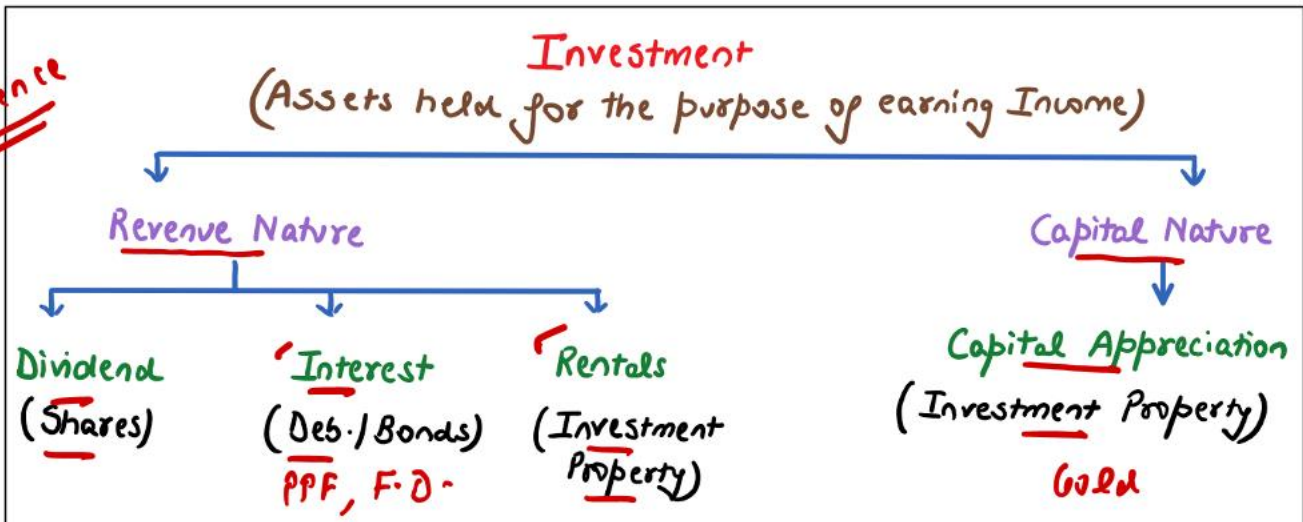 Investment
(Assets held for the purpose of earning Income)
Revenue Nature
Capital Nature
Dividend
(Shares)
Interest
(Deb./Bonds)
PPF, F.D.
Rentals
(Investment
Property)
Capital Appreciation
(Investment Property)
Gold